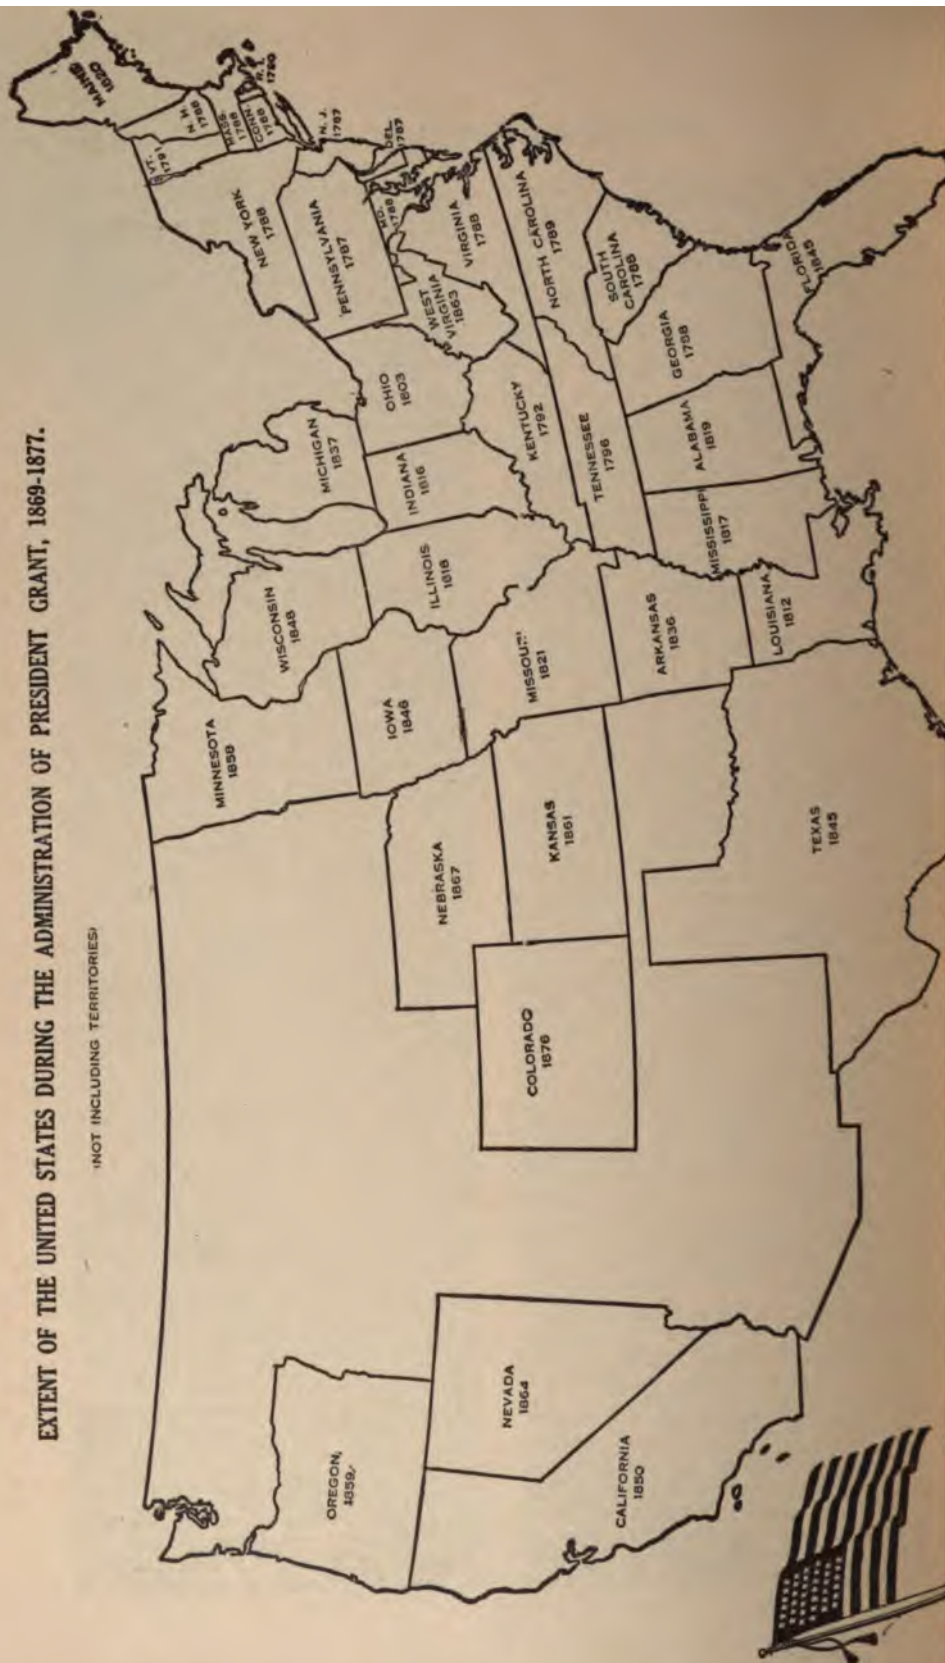 EXTENT OF THE UNITED STATES DURING THE ADMINISTRATION OF PRESIDENT GRANT, 1869-1877.
(NOT INCLUDING TERRITORIES)
MAINE
1820
VT.
1791
N. H.
1788
MASS.
1788
CONN.
1788
R. I.
1790
NEW YORK
1788
N. J.
1787
PENNSYLVANIA
1787
DEL.
1787
MD.
1788
VIRGINIA
1788
WEST
VIRGINIA
1863
NORTH CAROLINA
1789
SOUTH
CAROLINA
1788
GEORGIA
1788
FLORIDA
1845
OHIO
1803
MICHIGAN
1837
INDIANA
1816
KENTUCKY
1792
TENNESSEE
1796
ALABAMA
1819
MISSISSIPPI
1817
WISCONSIN
1848
ILLINOIS
1818
MINNESOTA
1858
IOWA
1846
MISSOURI
1821
ARKANSAS
1836
LOUISIANA
1812
NEBRASKA
1867
KANSAS
1861
TEXAS
1845
COLORADO
1876
OREGON
1859
NEVADA
1864
CALIFORNIA
1850